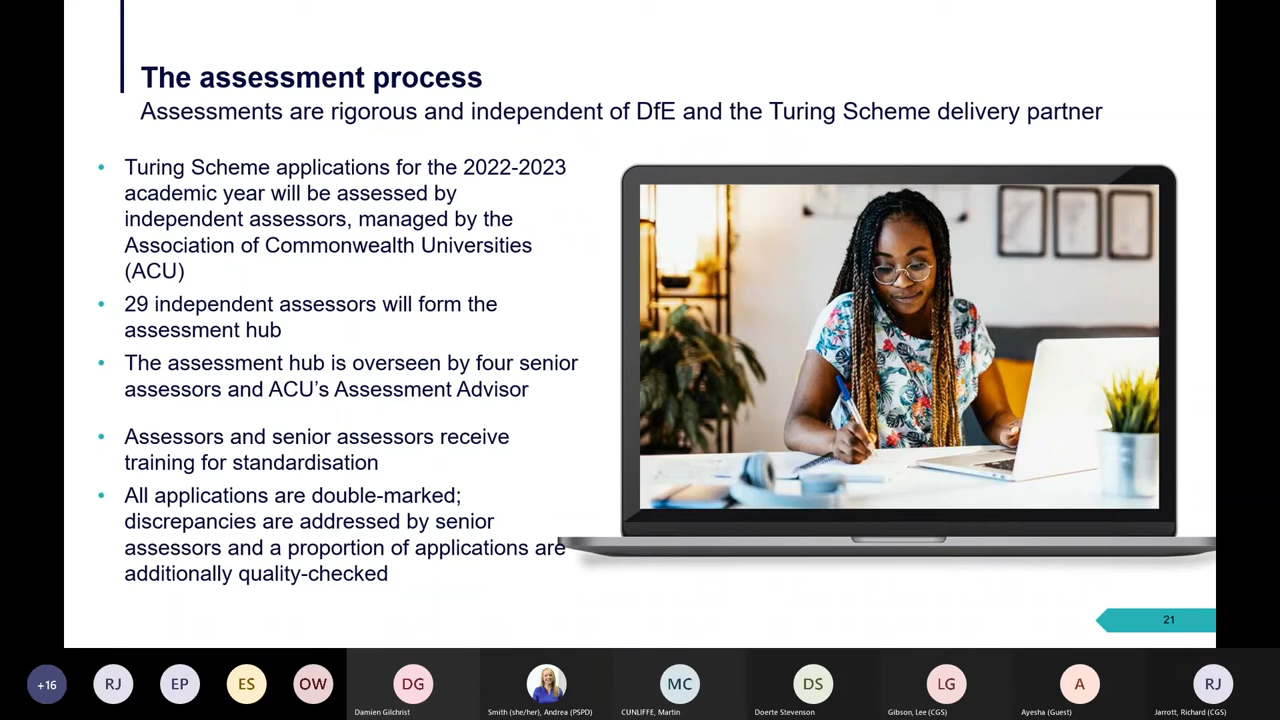 The assessment process
Assessments are rigorous and independent of DfE and the Turing Scheme delivery partner
• Turing Scheme applications for the 2022-2023
academic year will be assessed by
independent assessors, managed by the
Association of Commonwealth Universities
(ACU)
• 29 independent assessors will form the
assessment hub
• The assessment hub is overseen by four senior
assessors and ACU’s Assessment Advisor
• Assessors and senior assessors receive
training for standardisation
• All applications are double-marked;
discrepancies are addressed by senior
assessors and a proportion of applications are
additionally quality-checked
21
+16
RJ
EP
ES
OW
DG
MC
DS
LG
A
RJ
Damien Gilchrist
Smith (she/her), Andrea (PSPD)
CUNLIFFE, Martin
Doerte Stevenson
Gibson, Lee (CGS)
Ayesha (Guest)
Jarrott, Richard (CGS)